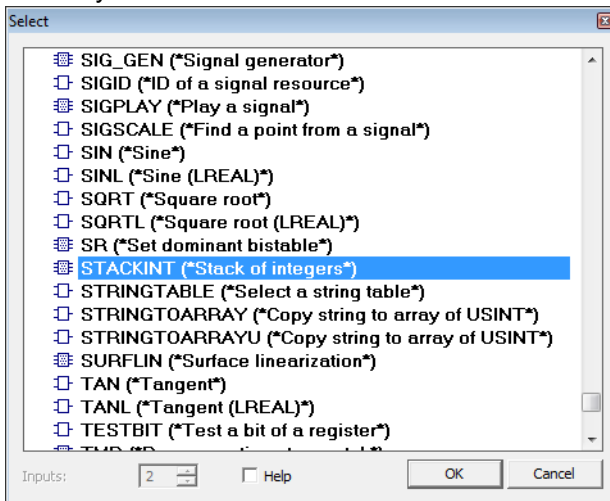 Select
SIG_GEN (*Signal generator*)
SIGID (*ID of a signal resource*)
SIGPLAY (*Play a signal*)
SIGSCALE (*Find a point from a signal*)
SIN (*Sine*)
SINL (*Sine (LREAL)*)
SQRT (*Square root*)
SQRTL (*Square root (LREAL)*)
SR (*Set dominant bistable*)
STACKINT (*Stack of integers*)
STRINGTABLE (*Select a string table*)
STRINGTOARRAY (*Copy string to array of USINT*)
STRINGTOARRAYU (*Copy string to array of USINT*)
SURFLIN (*Surface linearization*)
TAN (*Tangent*)
TANL (*Tangent (LREAL)*)
TESTBIT (*Test a bit of a register*)
Inputs: 2 Help OK Cancel